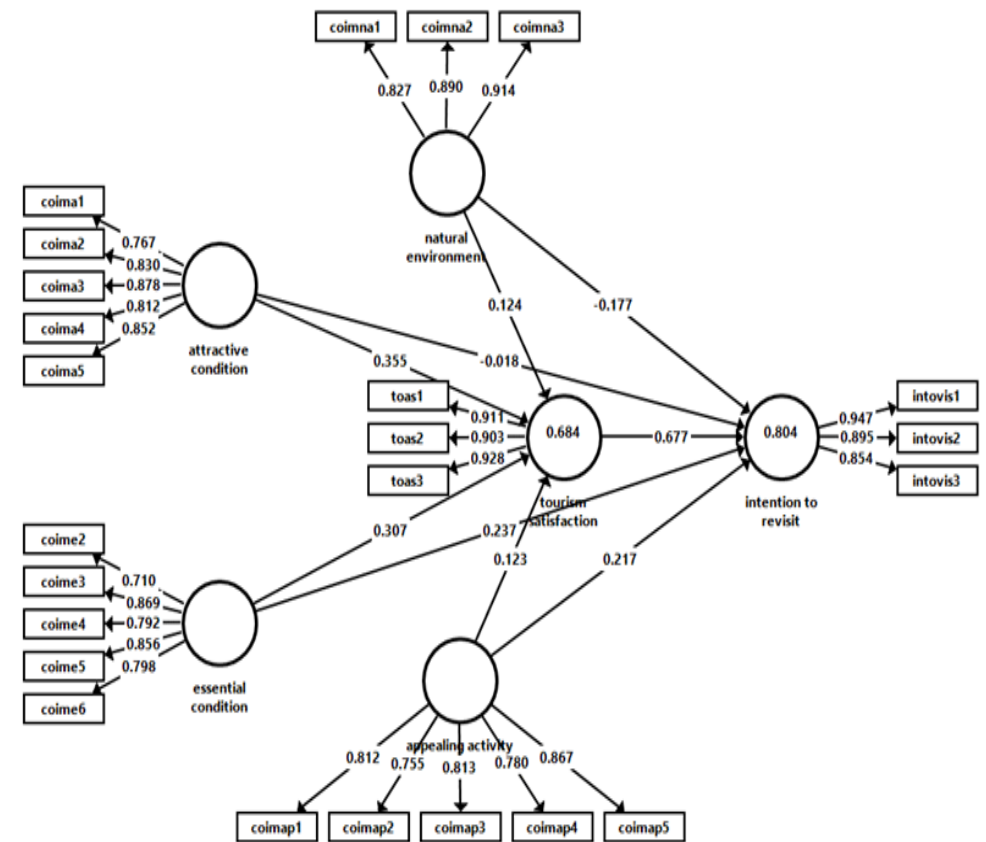 coimna1 coimna2 coimna3
0.827 0.890 0.914
coima1
coima2
coima3
coima4
coima5
0.767
0.830
0.878
0.812
0.852
attractive
condition
natural
environment
0.124
-0.177
0.355
-0.018
toas1
toas2
toas3
0.911
0.903
0.928
0.684
tourism
satisfaction
0.677
0.804
intention to
revisit
0.947
0.895
0.854
intovis1
intovis2
intovis3
0.307
0.237
0.123
0.217
coime2
coime3
coime4
coime5
coime6
0.710
0.869
0.792
0.856
0.798
essential
condition
appealing activity
0.812 0.755 0.813 0.780 0.867
coimap1 coimap2 coimap3 coimap4 coimap5